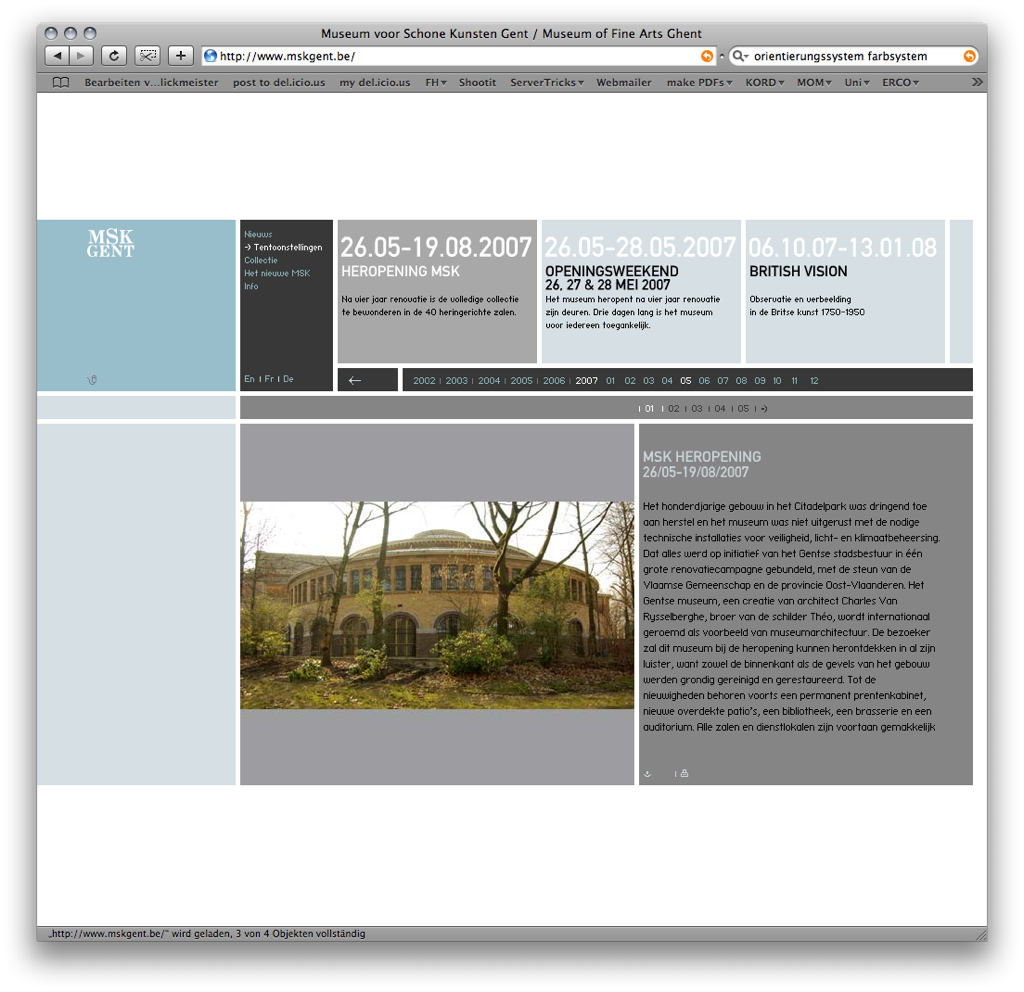 Museum voor Schone Kunsten Gent / Museum of Fine Arts Ghent
http://www.mskgent.be/
orientierungssystem farbsystem
Bearbeiten v...lickmeister post to del.icio.us my del.icio.us FH Shootit ServerTricks Webmailer make PDFs KORD MOM Uni ERCO
MSK
GENT
Nieuws
Tentoonstelingen
Collectie
Het nieuwe MSK
Info
En | Fr | De
26.05-19.08.2007
HEROPENING MSK
Na vier jaar renovatie is de volledige collectie
te bewonderen in de 40 heringerichte zalen.
26.05-28.05.2007
OPENINGSWEEKEND
26, 27 & 28 MEI 2007
Het museum heropent na vier jaar renovatie
zijn deuren. Drie dagen lang is het museum
voor iedereen toegankelijk.
06.10.07-13.01.08
BRITISH VISION
Observatie en verbeelding
in de Britse kunst 1750-1950
2002 | 2003 | 2004 | 2005 | 2006 | 2007 01 02 03 04 05 06 07 08 09 10 11 12
| 01 | 02 | 03 | 04 | 05 |
MSK HEROPENING
26/05-19/08/2007
Het honderdjarige gebouw in het Citadelpark was dringend toe
aan herstel en het museum was niet uitgerust met de nodige
technische installaties voor veiligheid, licht- en klimaatbeheersing.
Dat alles werd op initiatief van het Gentse stadsbestuur in één
grote renovatiecampagne gebundeld, met de steun van de
Vlaamse Gemeenschap en de provincie Oost-Vlaanderen. Het
Gentse museum, een creatie van architect Charles Van
Rysselberghe, broer van de schilder Théo, wordt internationaal
geroemd als voorbeeld van museumarchitectuur. De bezoeker
zal dit museum bij de heropening kunnen herontdekken in al zijn
luister, want zowel de binnenkant als de gevels van het gebouw
werden grondig gereinigd en gerestaureerd. Tot de
nieuwigheden behoren voorts een permanent prentenkabinet,
nieuwe overdekte patio's, een bibliotheek, een brasserie en een
auditorium. Alle zalen en dienstlokalen zijn voortaan gemakkelijk
„http://www.mskgent.be/“ wird geladen, 3 von 4 Objekten vollständig